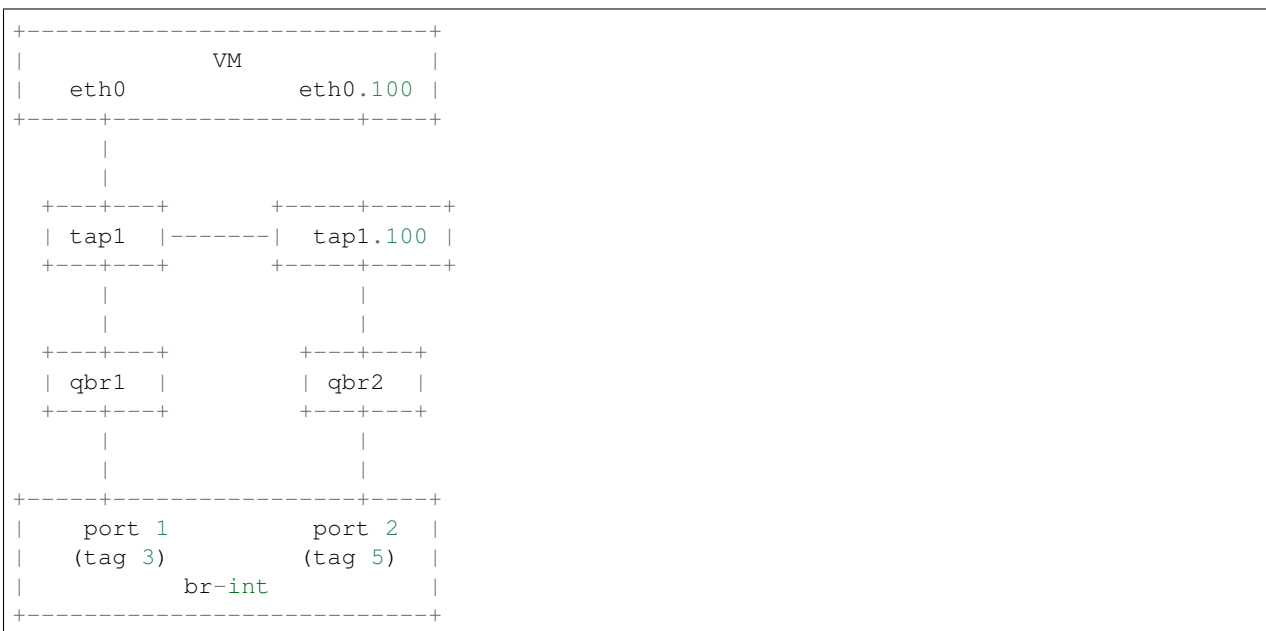 VM
eth0 eth0.100
tap1 tap1.100
qbr1 qbr2
port 1 port 2
(tag 3) (tag 5)
br-int